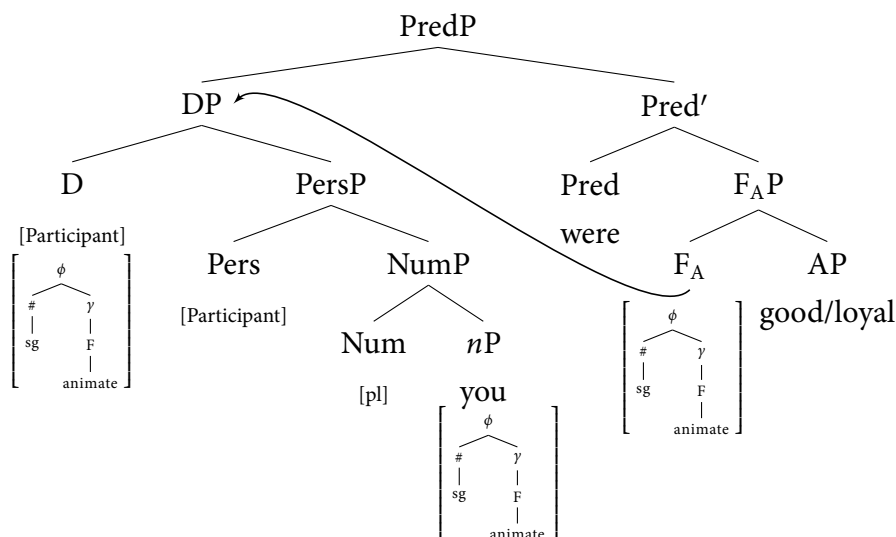 PredP
DP Pred′
D PersP Pred F_AP
[Participant] were
Pers NumP F_A AP
ϕ
# γ
sg F
animate
[Participant] good/loyal
ϕ
# γ
sg F
animate
Num nP
[pl] you
ϕ
# γ
sg F
animate